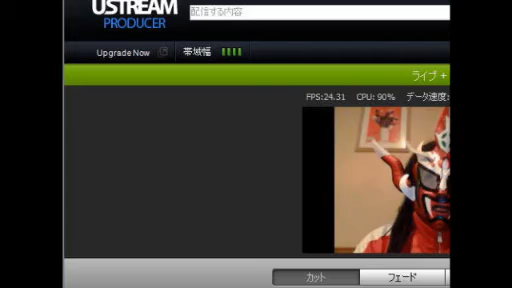 USTREAM
PRODUCER
配信する内容
Upgrade Now 帯域幅
ライブ +
FPS:24.31 CPU: 90% データ速度:
カット フェード